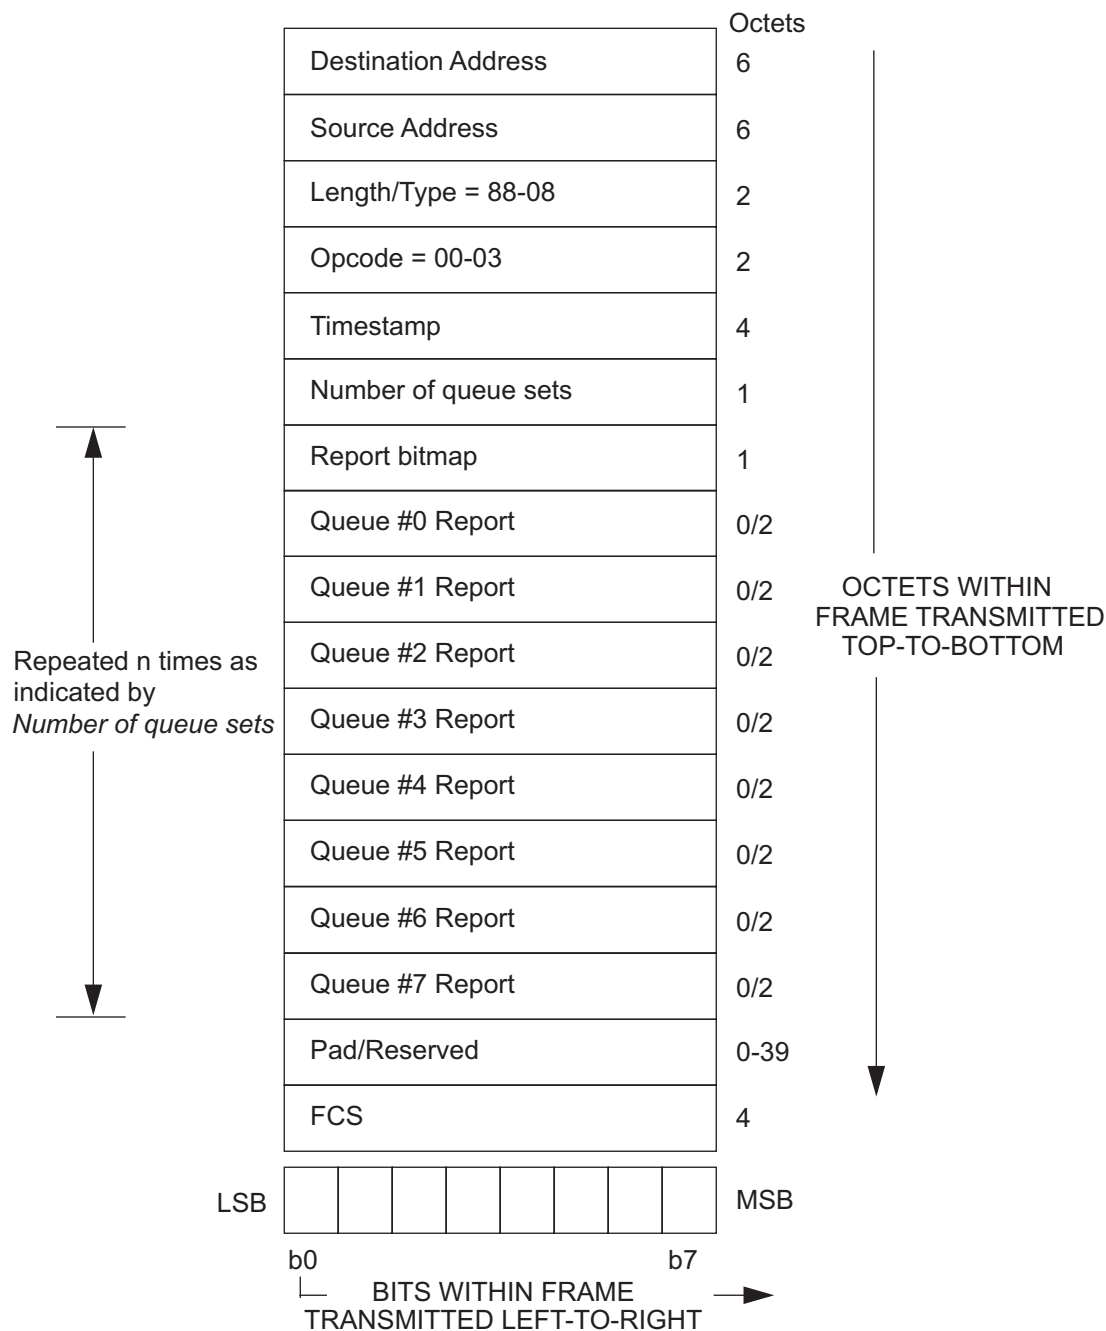 Octets
Destination Address 6
Source Address 6
Length/Type = 88-08 2
Opcode = 00-03 2
Timestamp 4
Number of queue sets 1
Report bitmap 1
Queue #0 Report 0/2
Queue #1 Report 0/2
Queue #2 Report 0/2
Queue #3 Report 0/2
Queue #4 Report 0/2
Queue #5 Report 0/2
Queue #6 Report 0/2
Queue #7 Report 0/2
Pad/Reserved 0-39
FCS 4
Repeated n times as
indicated by
Number of queue sets
OCTETS WITHIN
FRAME TRANSMITTED
TOP-TO-BOTTOM
LSB MSB
b0 b7
BITS WITHIN FRAME
TRANSMITTED LEFT-TO-RIGHT